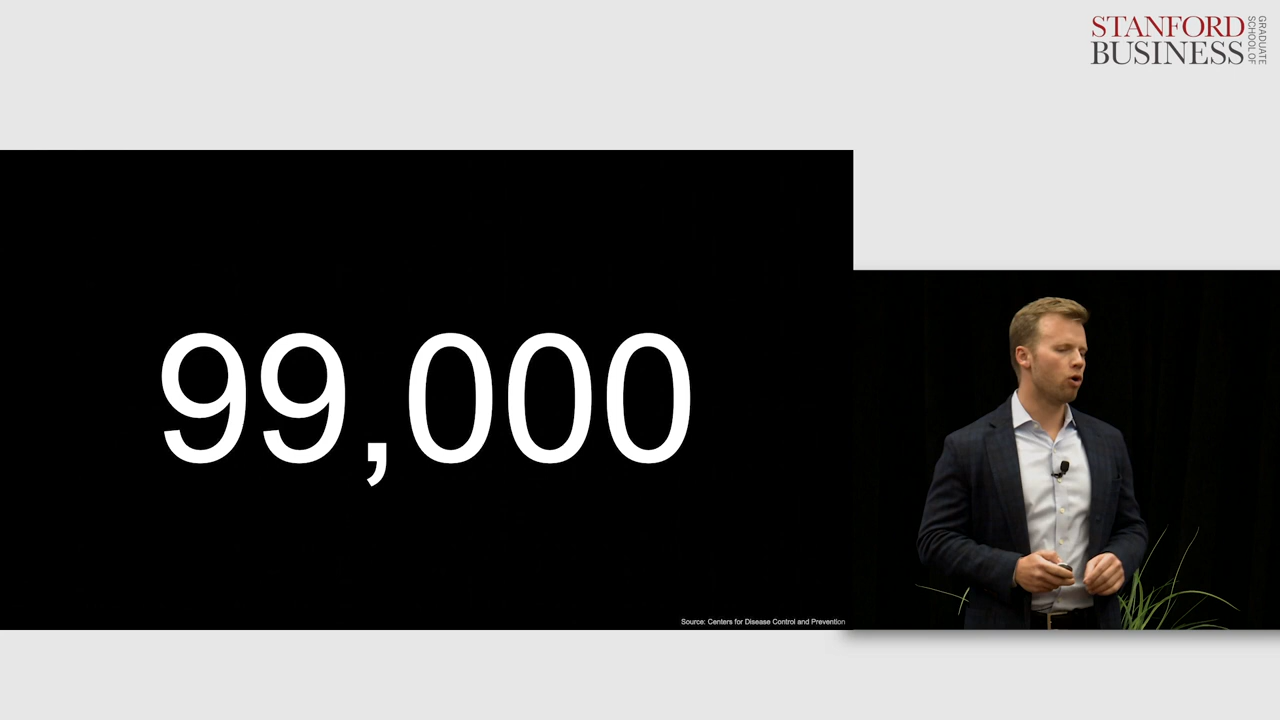 STANFORD
BUSINESS
GRADUATE
SCHOOL OF
99,000
Source: Centers for Disease Control and Prevention